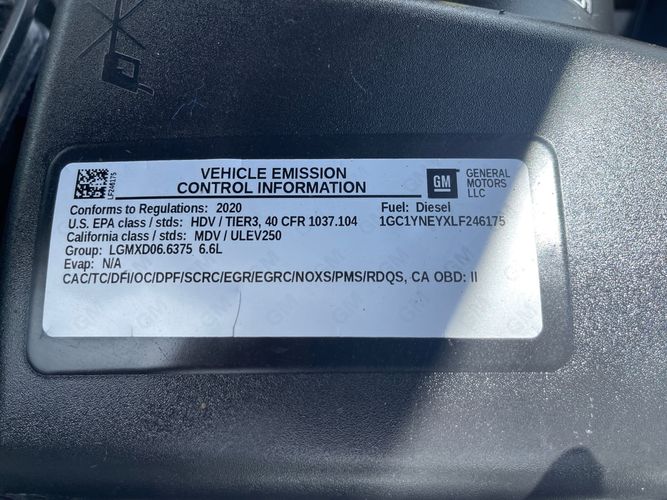 VEHICLE EMISSION
CONTROL INFORMATION
LF246175
GM
GENERAL
MOTORS
LLC
Conforms to Regulations: 2020
Fuel: Diesel
U.S. EPA class / stds: HDV / TIER3, 40 CFR 1037.104
1GC1YNEYXLF246175
California class / stds: MDV / ULEV250
Group: LGMXD06.6375 6.6L
Evap: N/A
CAC/TC/DFI/OC/DPF/SCRC/EGR/EGRC/NOXS/PMS/RDQS, CA OBD: II